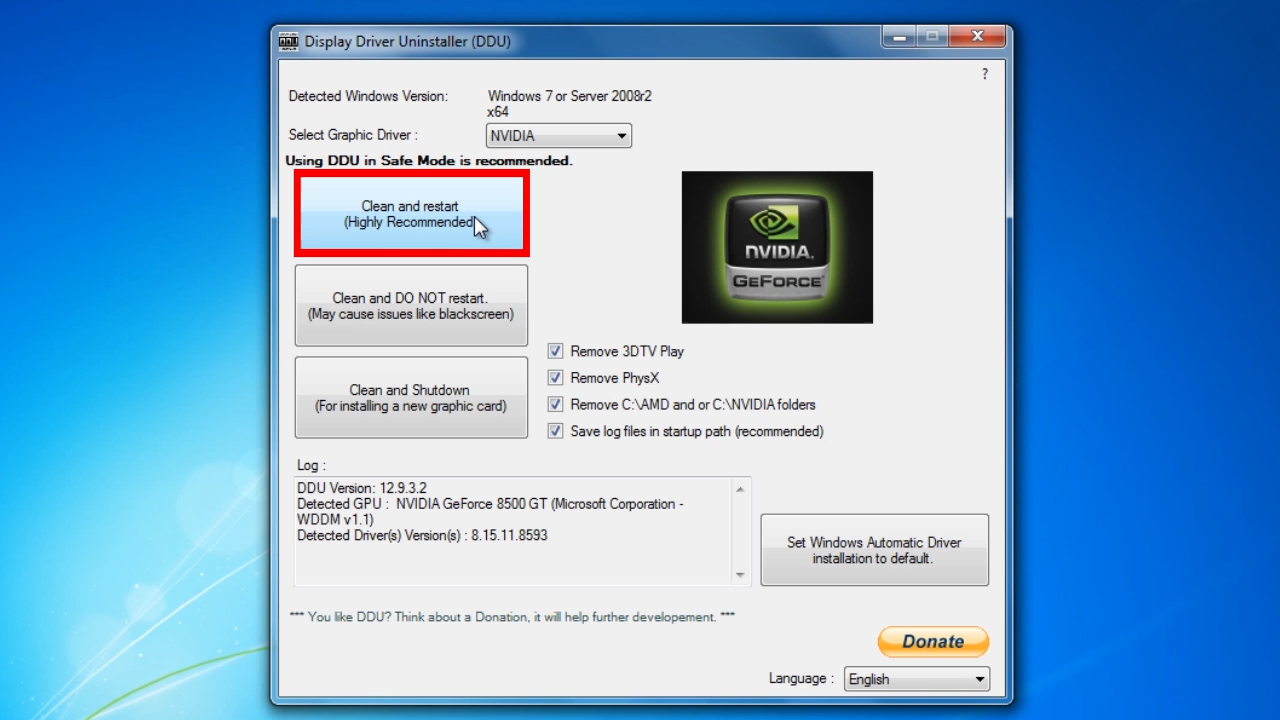 Display Driver Uninstaller (DDU)
?
Detected Windows Version:
Windows 7 or Server 2008r2
x64
Select Graphic Driver :
NVIDIA
Using DDU in Safe Mode is recommended.
Clean and restart
(Highly Recommended
NVIDIA.
GEFORCE
Clean and DO NOT restart.
(May cause issues like blackscreen)
Clean and Shutdown
(For installing a new graphic card)
Remove 3DTV Play
Remove PhysX
Remove C:\AMD and or C:\NVIDIA folders
Save log files in startup path (recommended)
Log :
DDU Version: 12.9.3.2
Detected GPU : NVIDIA GeForce 8500 GT (Microsoft Corporation -
WDDM v1.1)
Detected Driver(s) Version(s) : 8.15.11.8593
Set Windows Automatic Driver
installation to default.
*** You like DDU? Think about a Donation, it will help further developement. ***
Donate
Language :
English